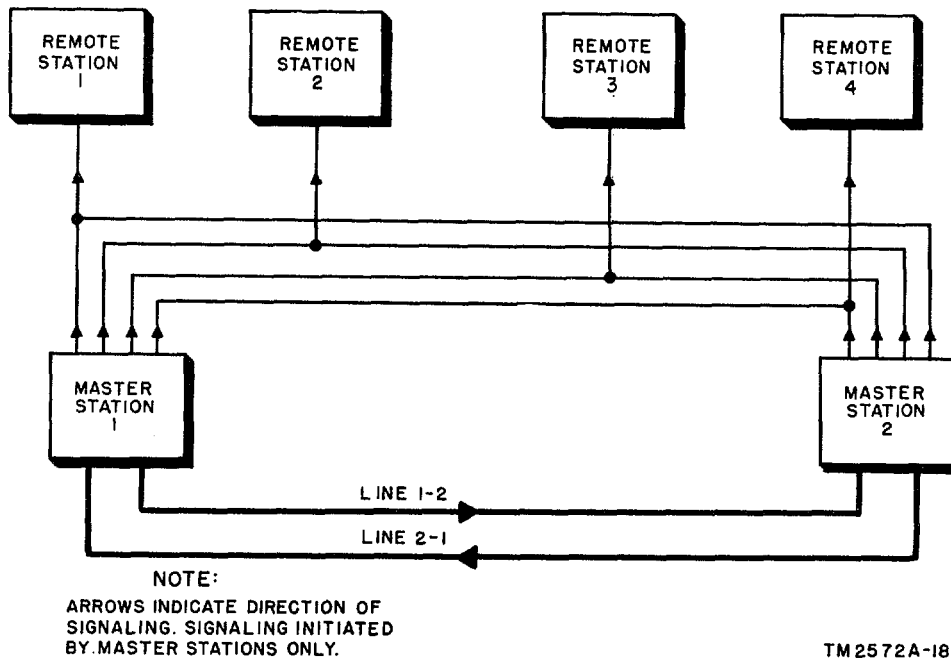 REMOTE
STATION
1
REMOTE
STATION
2
REMOTE
STATION
3
REMOTE
STATION
4
MASTER
STATION
1
MASTER
STATION
2
LINE 1-2
LINE 2-1
NOTE:
ARROWS INDICATE DIRECTION OF
SIGNALING. SIGNALING INITIATED
BY MASTER STATIONS ONLY.
TM2572A-18